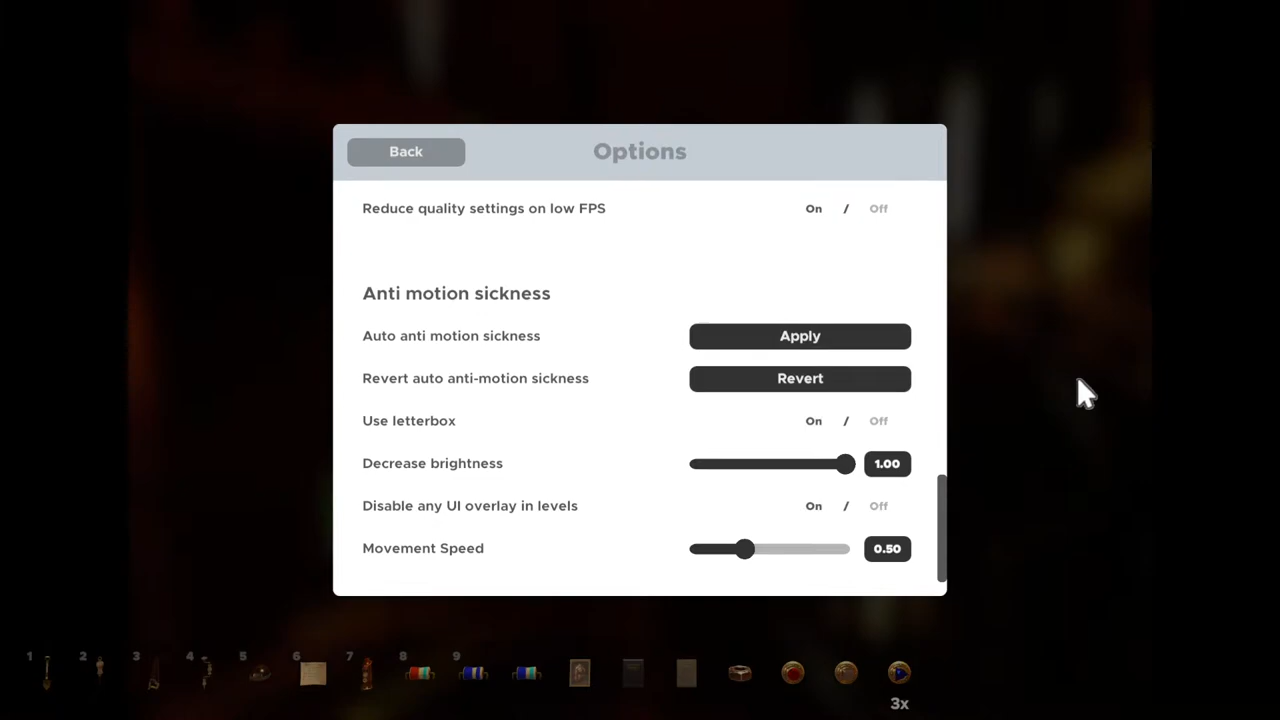 Back
Options
Reduce quality settings on low FPS On / Off
Anti motion sickness
Auto anti motion sickness Apply
Revert auto anti-motion sickness Revert
Use letterbox On / Off
Decrease brightness 1.00
Disable any UI overlay in levels On / Off
Movement Speed 0.50
1 2 3 4 5 6 7 8 9
3x